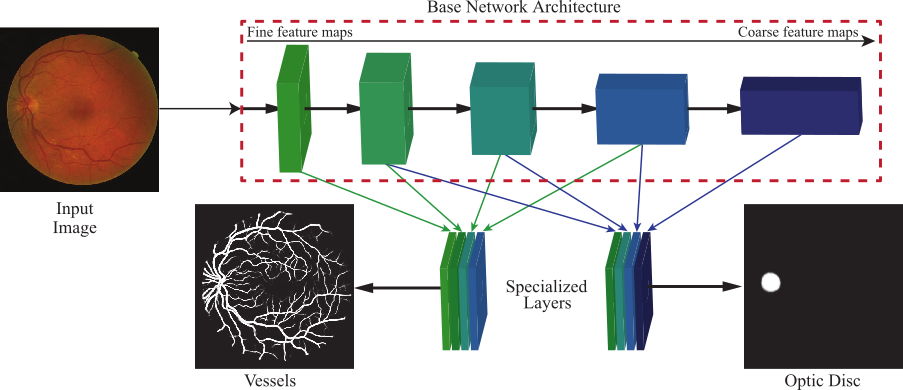 Base Network Architecture
Fine feature maps
Coarse feature maps
Input
Image
Specialized
Layers
Vessels
Optic Disc